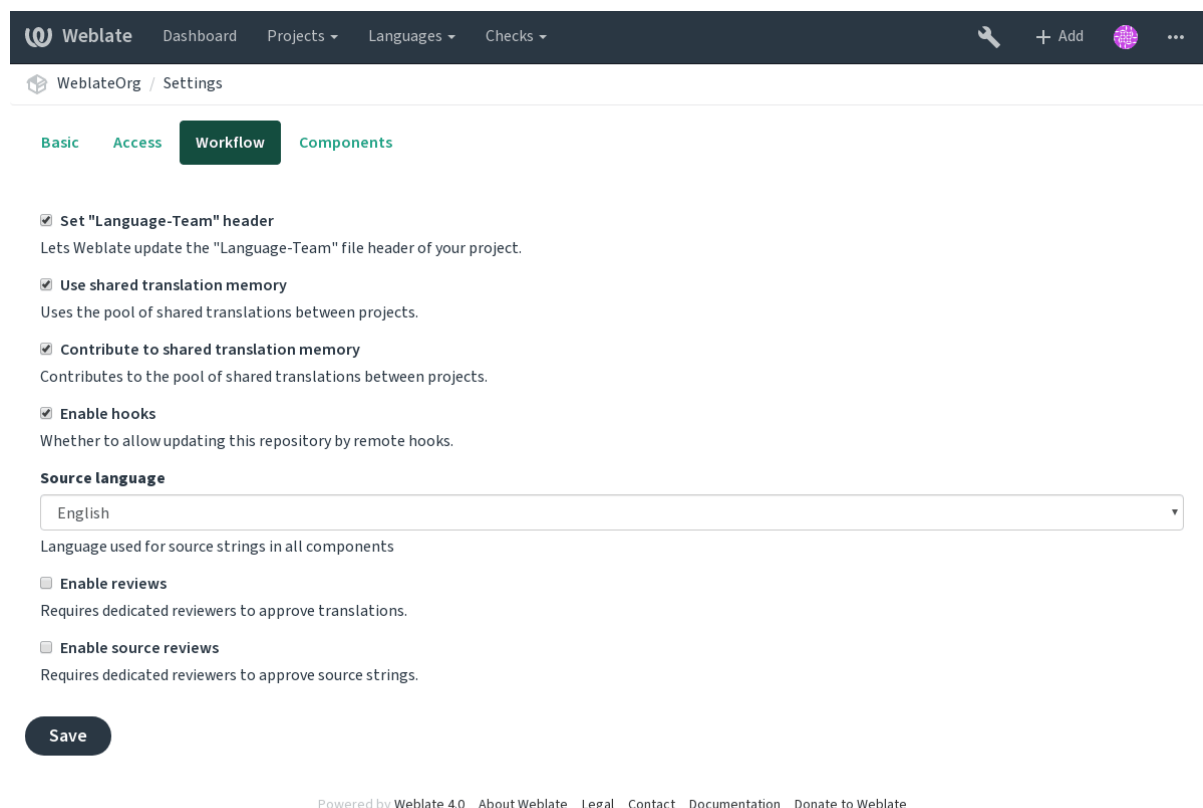 Weblate Dashboard Projects Languages Checks + Add ...
WeblateOrg / Settings
Basic Access Workflow Components
Set "Language-Team" header
Lets Weblate update the "Language-Team" file header of your project.
Use shared translation memory
Uses the pool of shared translations between projects.
Contribute to shared translation memory
Contributes to the pool of shared translations between projects.
Enable hooks
Whether to allow updating this repository by remote hooks.
Source language
English
Language used for source strings in all components
Enable reviews
Requires dedicated reviewers to approve translations.
Enable source reviews
Requires dedicated reviewers to approve source strings.
Save
Powered by Weblate 4.0 About Weblate Legal Contact Documentation Donate to Weblate